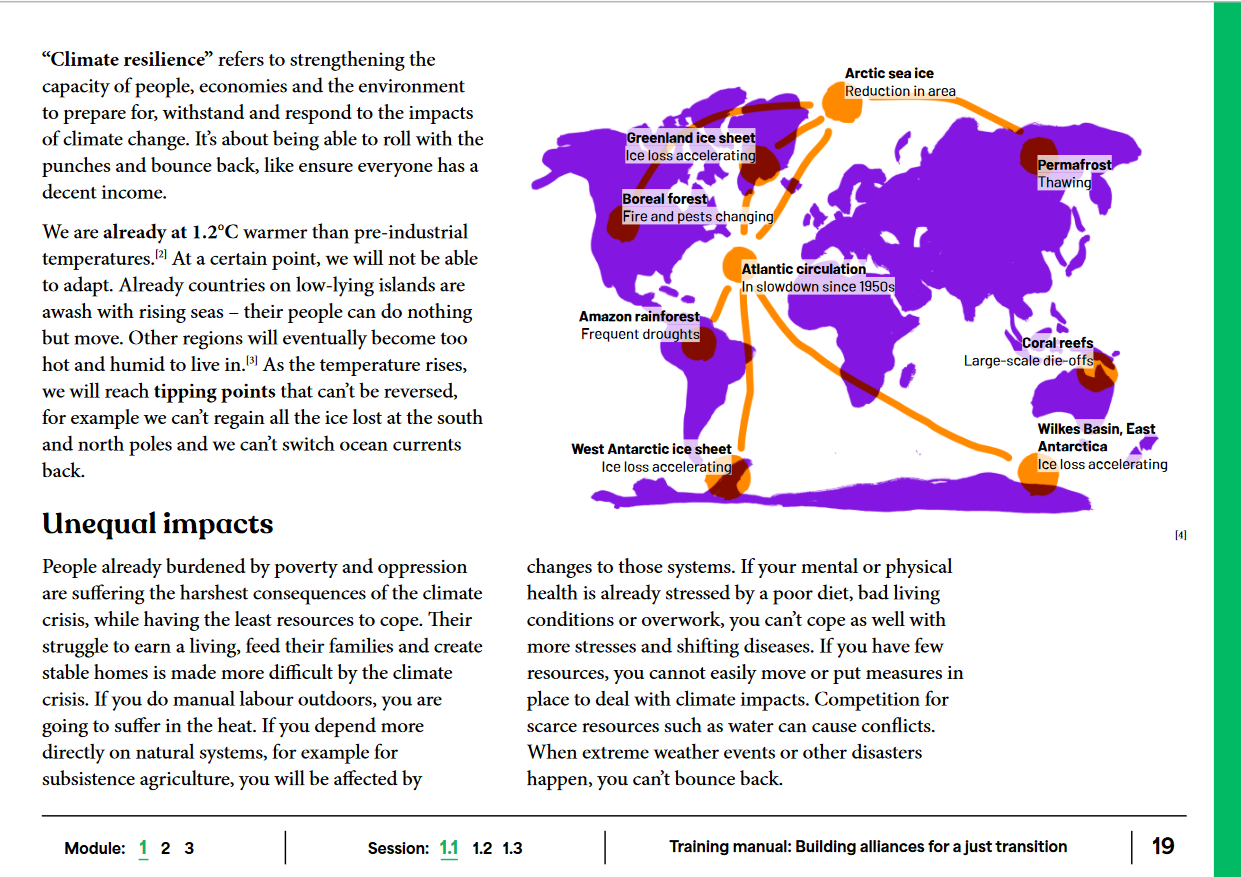 “Climate resilience” refers to strengthening the
capacity of people, economies and the environment
to prepare for, withstand and respond to the impacts
of climate change. It’s about being able to roll with the
punches and bounce back, like ensure everyone has a
decent income.
We are already at 1.2°C warmer than pre-industrial
temperatures.[2] At a certain point, we will not be able
to adapt. Already countries on low-lying islands are
awash with rising seas – their people can do nothing
but move. Other regions will eventually become too
hot and humid to live in.[3] As the temperature rises,
we will reach tipping points that can’t be reversed,
for example we can’t regain all the ice lost at the south
and north poles and we can’t switch ocean currents
back.
Arctic sea ice
Reduction in area
Greenland ice sheet
Ice loss accelerating
Permafrost
Thawing
Boreal forest
Fire and pests changing
Atlantic circulation
In slowdown since 1950s
Amazon rainforest
Frequent droughts
Coral reefs
Large-scale die-offs
West Antarctic ice sheet
Ice loss accelerating
Wilkes Basin, East
Antarctica
Ice loss accelerating
[4]
Unequal impacts
People already burdened by poverty and oppression
are suffering the harshest consequences of the climate
crisis, while having the least resources to cope. Their
struggle to earn a living, feed their families and create
stable homes is made more difficult by the climate
crisis. If you do manual labour outdoors, you are
going to suffer in the heat. If you depend more
directly on natural systems, for example for
subsistence agriculture, you will be affected by
changes to those systems. If your mental or physical
health is already stressed by a poor diet, bad living
conditions or overwork, you can’t cope as well with
more stresses and shifting diseases. If you have few
resources, you cannot easily move or put measures in
place to deal with climate impacts. Competition for
scarce resources such as water can cause conflicts.
When extreme weather events or other disasters
happen, you can’t bounce back.
Module: 1 2 3
Session: 1.1 1.2 1.3
Training manual: Building alliances for a just transition
19